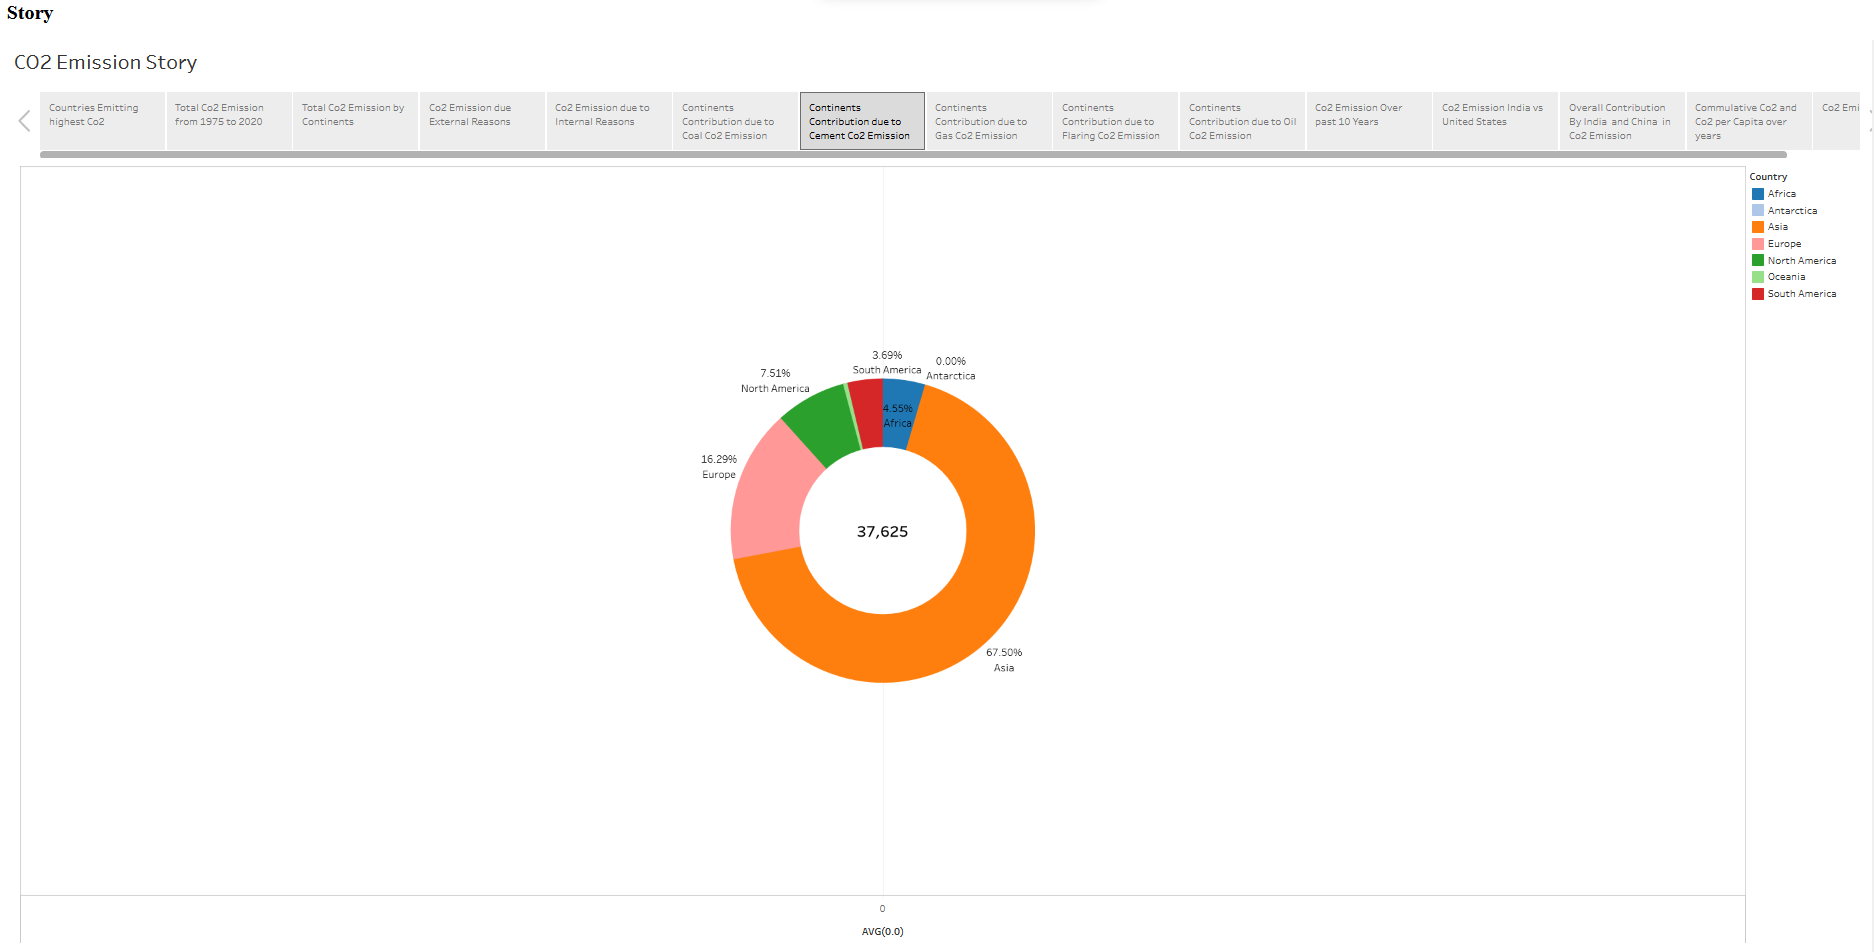 Story
CO2 Emission Story
Countries Emitting
highest Co2
Total Co2 Emission
from 1975 to 2020
Total Co2 Emission by
Continents
Co2 Emission due
External Reasons
Co2 Emission due to
Internal Reasons
Continents
Contribution due to
Coal Co2 Emission
Continents
Contribution due to
Cement Co2 Emission
Continents
Contribution due to
Gas Co2 Emission
Continents
Contribution due to
Flaring Co2 Emission
Continents
Contribution due to Oil
Co2 Emission
Co2 Emission Over
past 10 Years
Co2 Emission India vs
United States
Overall Contribution
By India and China in
Co2 Emission
Commulative Co2 and
Co2 per Capita over
years
Co2 Emi
Country
Africa
Antarctica
Asia
Europe
North America
Oceania
South America
3.69%
South America
0.00%
Antarctica
7.51%
North America
4.55%
Africa
16.29%
Europe
37,625
67.50%
Asia
0
AVG(0.0)